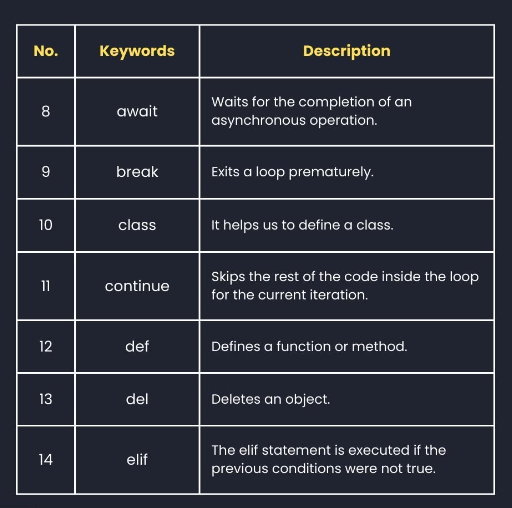 No. Keywords Description
8 await Waits for the completion of an
asynchronous operation.
9 break Exits a loop prematurely.
10 class It helps us to define a class.
11 continue Skips the rest of the code inside the loop
for the current iteration.
12 def Defines a function or method.
13 del Deletes an object.
14 elif The elif statement is executed if the
previous conditions were not true.